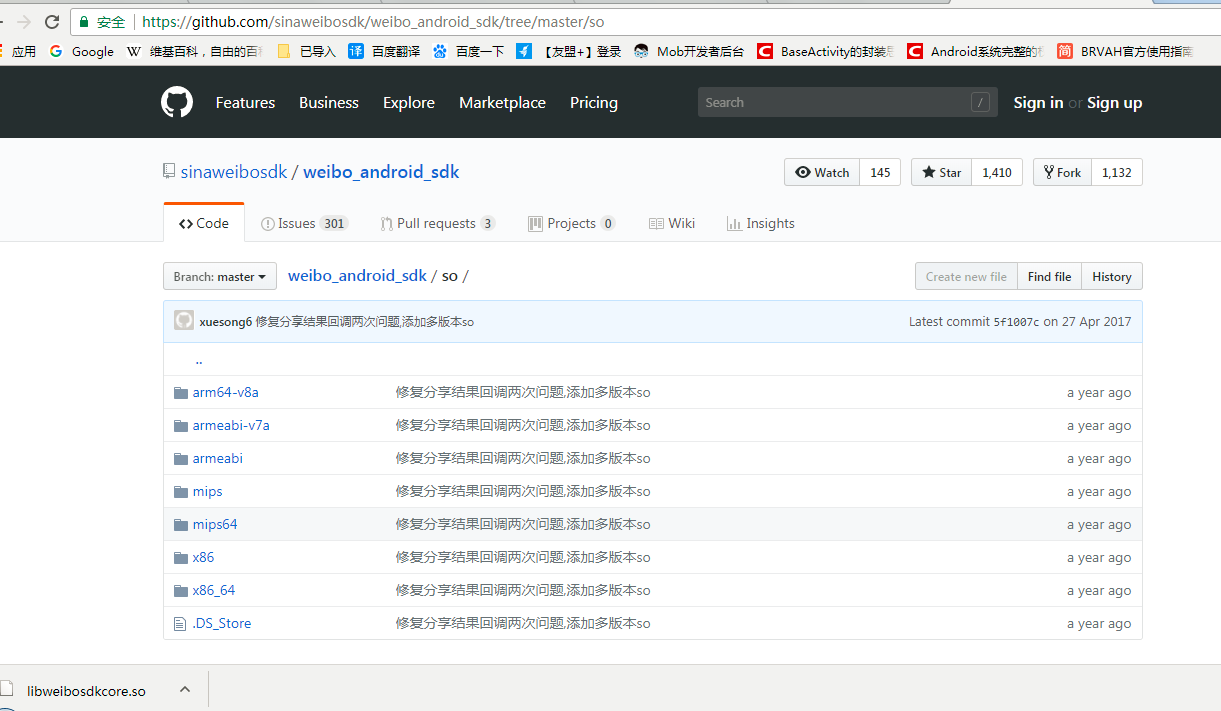 安全 https://github.com/sinaweibosdk/weibo_android_sdk/tree/master/so
应用 Google 维基百科，自由的百 已导入 百度翻译 百度一下 【友盟+】登录 Mob开发者后台 BaseActivity的封装 Android系统完整的 BRVAH官方使用指南
Features Business Explore Marketplace Pricing Search / Sign in or Sign up
sinaweibosdk / weibo_android_sdk Watch 145 Star 1,410 Fork 1,132
Code Issues 301 Pull requests 3 Projects 0 Wiki Insights
Branch: master weibo_android_sdk / so / Create new file Find file History
xuesong6 修复分享结果回调两次问题,添加多版本so Latest commit 5f1007c on 27 Apr 2017
..
arm64-v8a 修复分享结果回调两次问题,添加多版本so a year ago
armeabi-v7a 修复分享结果回调两次问题,添加多版本so a year ago
armeabi 修复分享结果回调两次问题,添加多版本so a year ago
mips 修复分享结果回调两次问题,添加多版本so a year ago
mips64 修复分享结果回调两次问题,添加多版本so a year ago
x86 修复分享结果回调两次问题,添加多版本so a year ago
x86_64 修复分享结果回调两次问题,添加多版本so a year ago
.DS_Store 修复分享结果回调两次问题,添加多版本so a year ago
libweibosdkcore.so